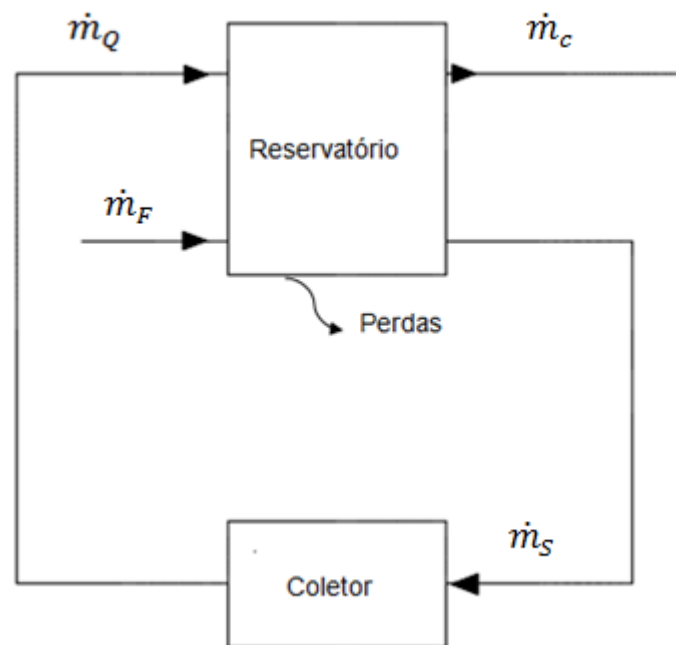 ṁ_Q
ṁ_c
Reservatório
ṁ_F
Perdas
ṁ_S
Coletor